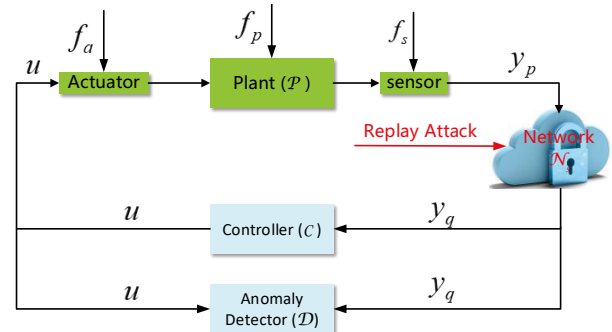 f_a
f_p
f_s
u
Actuator
Plant (𝒫)
sensor
y_p
Replay Attack
Network
𝒩
u
Controller (𝒞)
y_q
u
Anomaly
Detector (𝒟)
y_q